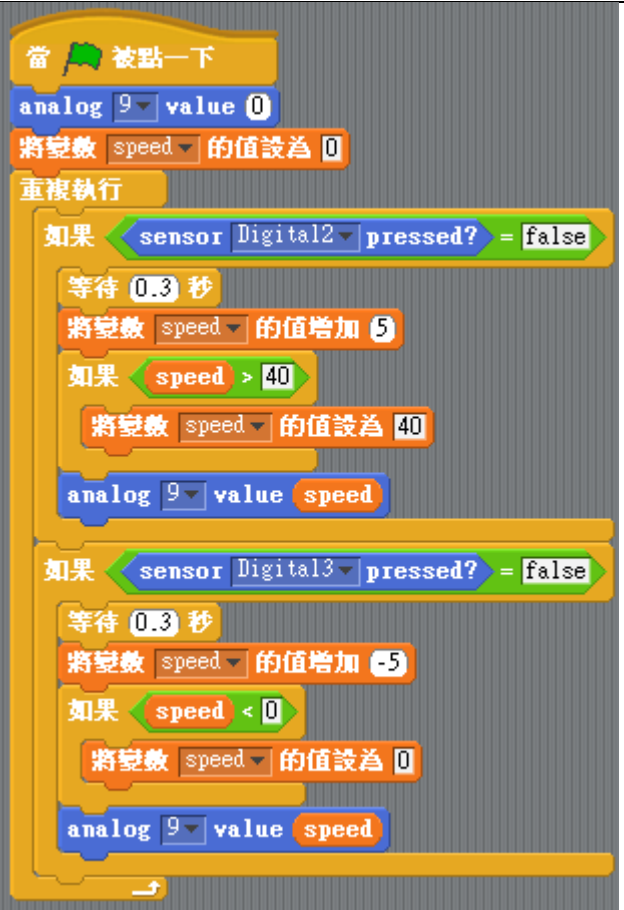 當 被點一下
analog 9 value 0
將變數 speed 的值設為 0
重複執行
如果 sensor Digital2 pressed? = false
等待 0.3 秒
將變數 speed 的值增加 5
如果 speed > 40
將變數 speed 的值設為 40
analog 9 value speed
如果 sensor Digital3 pressed? = false
等待 0.3 秒
將變數 speed 的值增加 -5
如果 speed < 0
將變數 speed 的值設為 0
analog 9 value speed